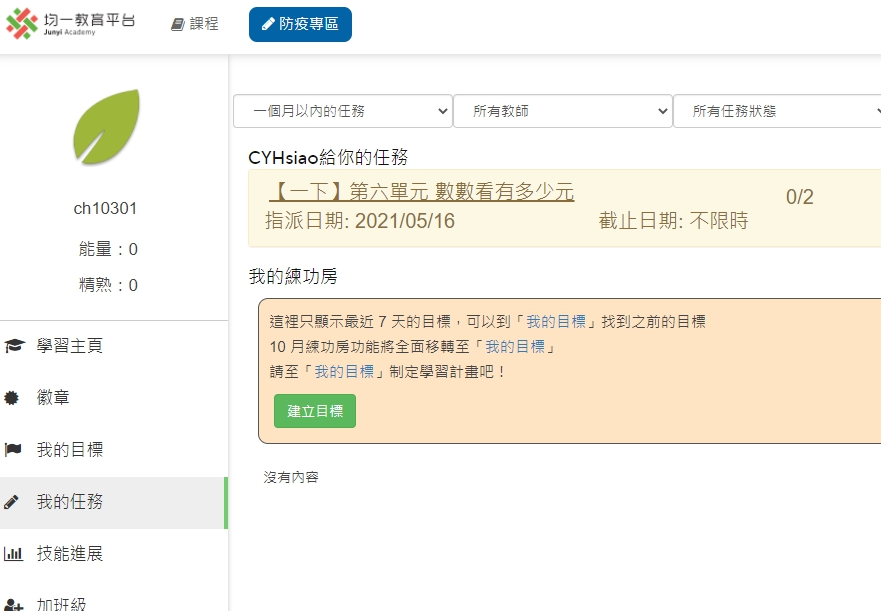 均一教育平台
Junyi Academy
課程
防疫專區
ch10301
能量：0
精熟：0
學習主頁
徽章
我的目標
我的任務
技能進展
加班級
一個月以內的任務
所有教師
所有任務狀態
CYHsiao給你的任務
【一下】第六單元 數數看有多少元
0/2
指派日期: 2021/05/16
截止日期: 不限時
我的練功房
這裡只顯示最近 7 天的目標，可以到「我的目標」找到之前的目標
10 月練功房功能將全面移轉至「我的目標」
請至「我的目標」制定學習計畫吧！
建立目標
沒有內容